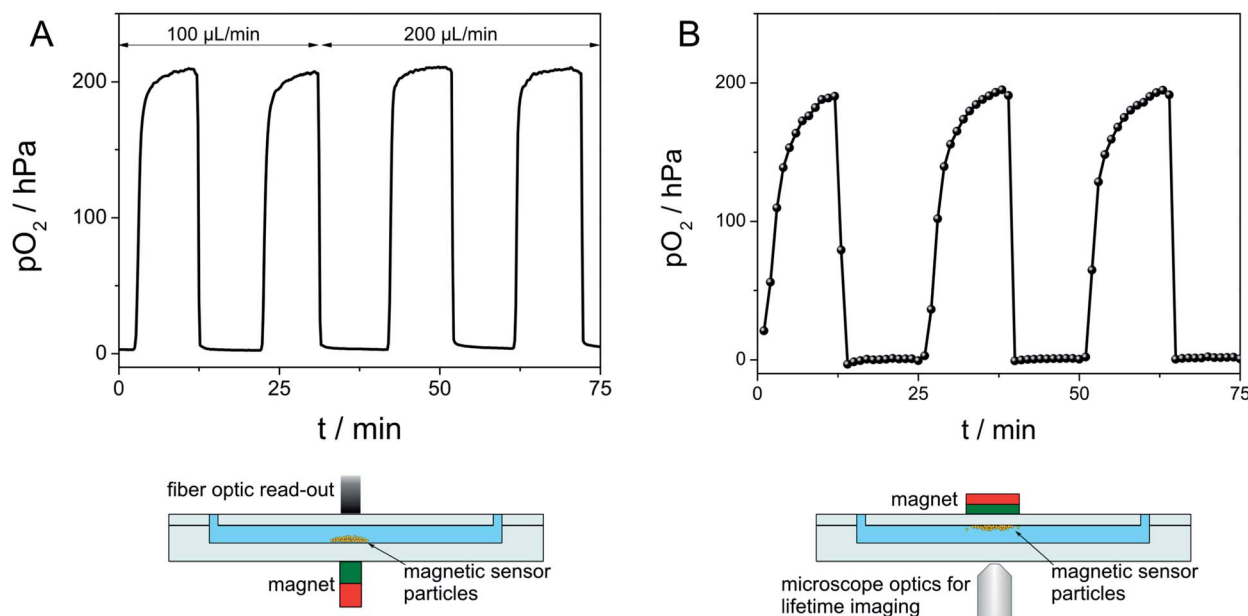 A
100 µL/min
200 µL/min
200
100
0
pO2 / hPa
0
25
50
75
t / min
fiber optic read-out
magnet
magnetic sensor
particles
B
200
100
0
pO2 / hPa
0
25
50
75
t / min
magnet
microscope optics for
lifetime imaging
magnetic sensor
particles